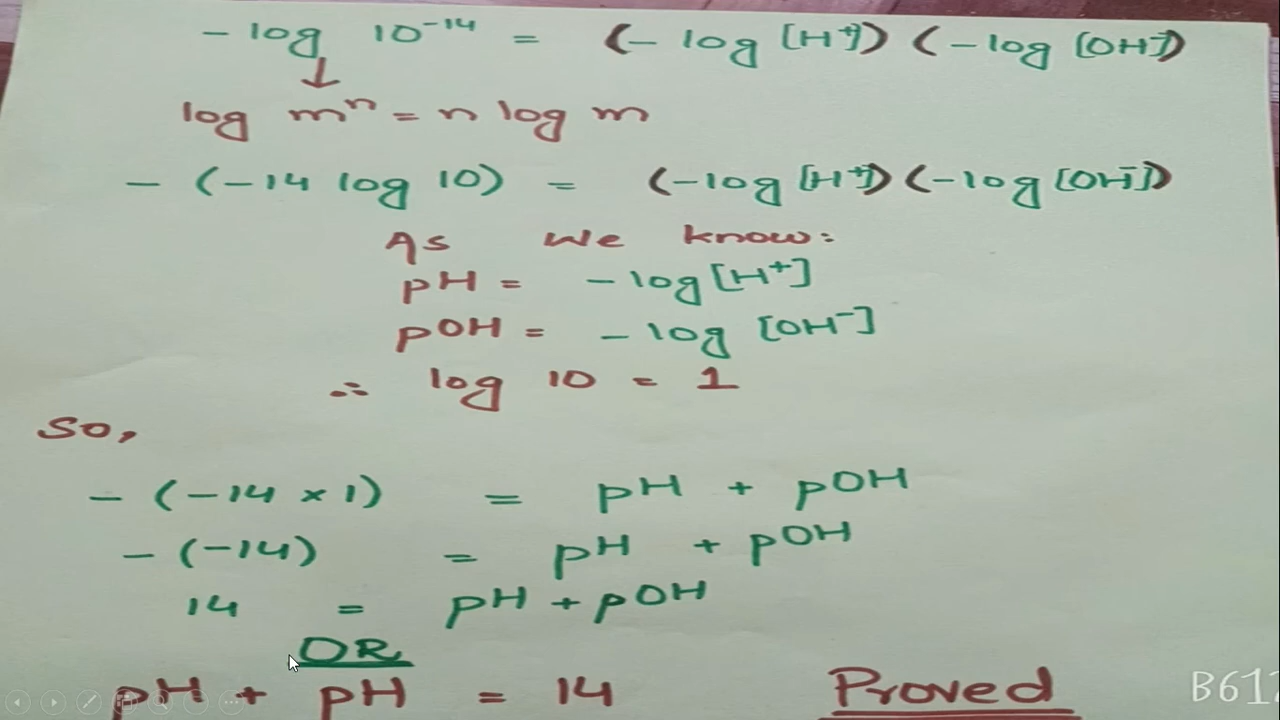 - log 10⁻¹⁴ = (- log [H⁺]) (- log [OH⁻])
↓
log mⁿ = n log m
- (-14 log 10) = (-log [H⁺]) (-log [OH⁻])
As we know:
pH = - log [H⁺]
pOH = - log [OH⁻]
∴ log 10 = 1
So,
- (-14 × 1) = pH + pOH
- (-14) = pH + pOH
14 = pH + pOH
OR
pH + pH = 14 Proved
B612